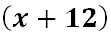 (x + 12)